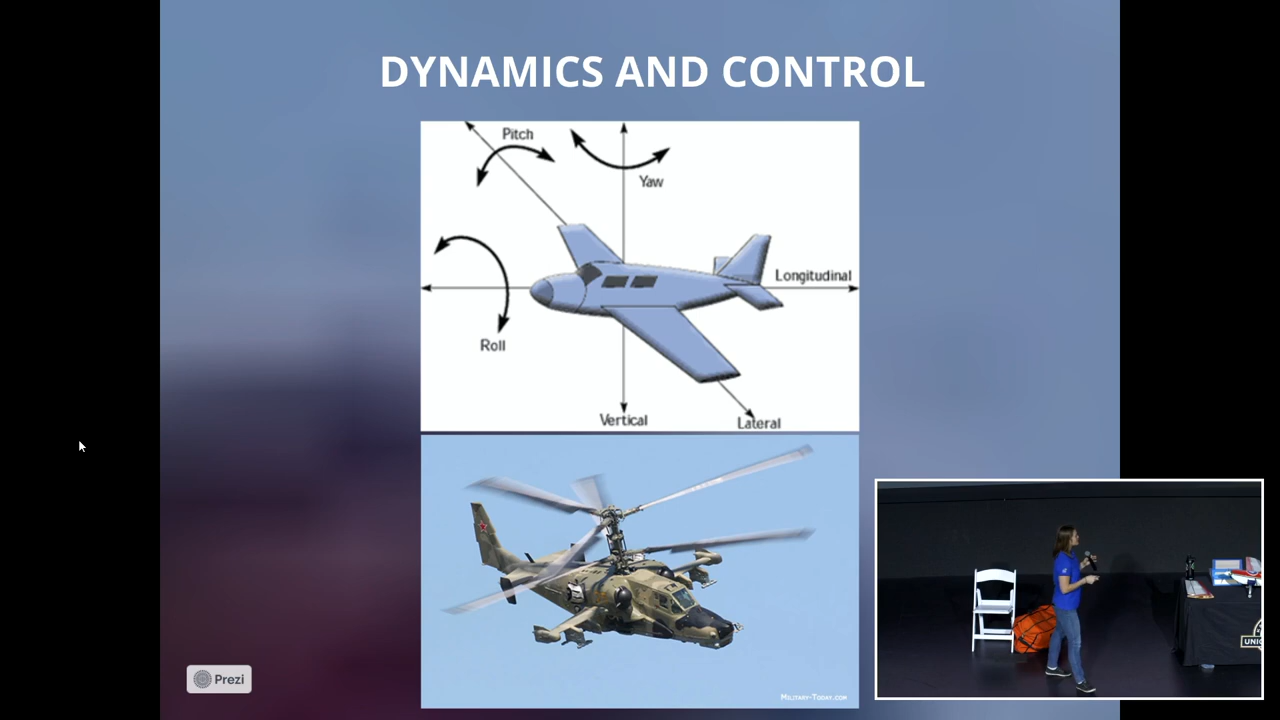 DYNAMICS AND CONTROL
Pitch
Yaw
Longitudinal
Roll
Vertical
Lateral
Military-Today.com
Prezi